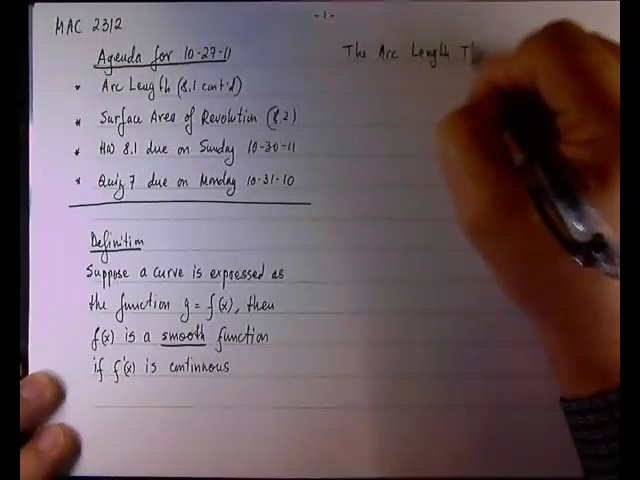 MAC 2312
-1-
Agenda for 10-27-11
* Arc Length (8.1 cont'd)
* Surface Area of Revolution (8.2)
* HW 8.1 due on Sunday 10-30-11
* Quiz 7 due on Monday 10-31-10
Definition
Suppose a curve is expressed as
the function y = f(x), then
f(x) is a smooth function
if f'(x) is continuous
The Arc Length T